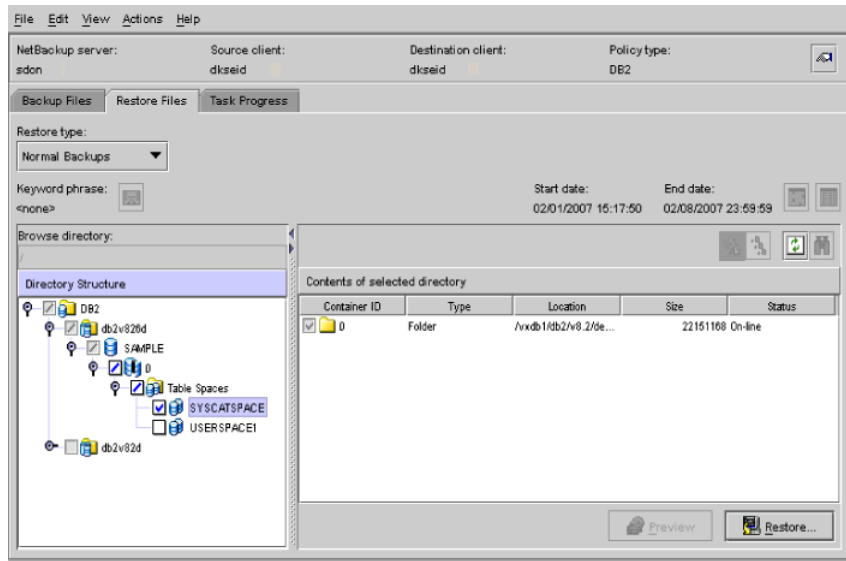 File Edit View Actions Help
NetBackup server: Source client: Destination client: Policy type:
sdon dkseid dkseid DB2
Backup Files Restore Files Task Progress
Restore type:
Normal Backups
Keyword phrase: Start date: End date:
<none> 02/01/2007 15:17:50 02/08/2007 23:59:59
Browse directory:
/
Directory Structure Contents of selected directory
Container ID Type Location Size Status
0 Folder /vxdb1/db2/v8.2/de... 22151168 On-line
DB2
db2v826d
SAMPLE
0
Table Spaces
SYSCATSPACE
USERSPACE1
db2v82d
Preview Restore...